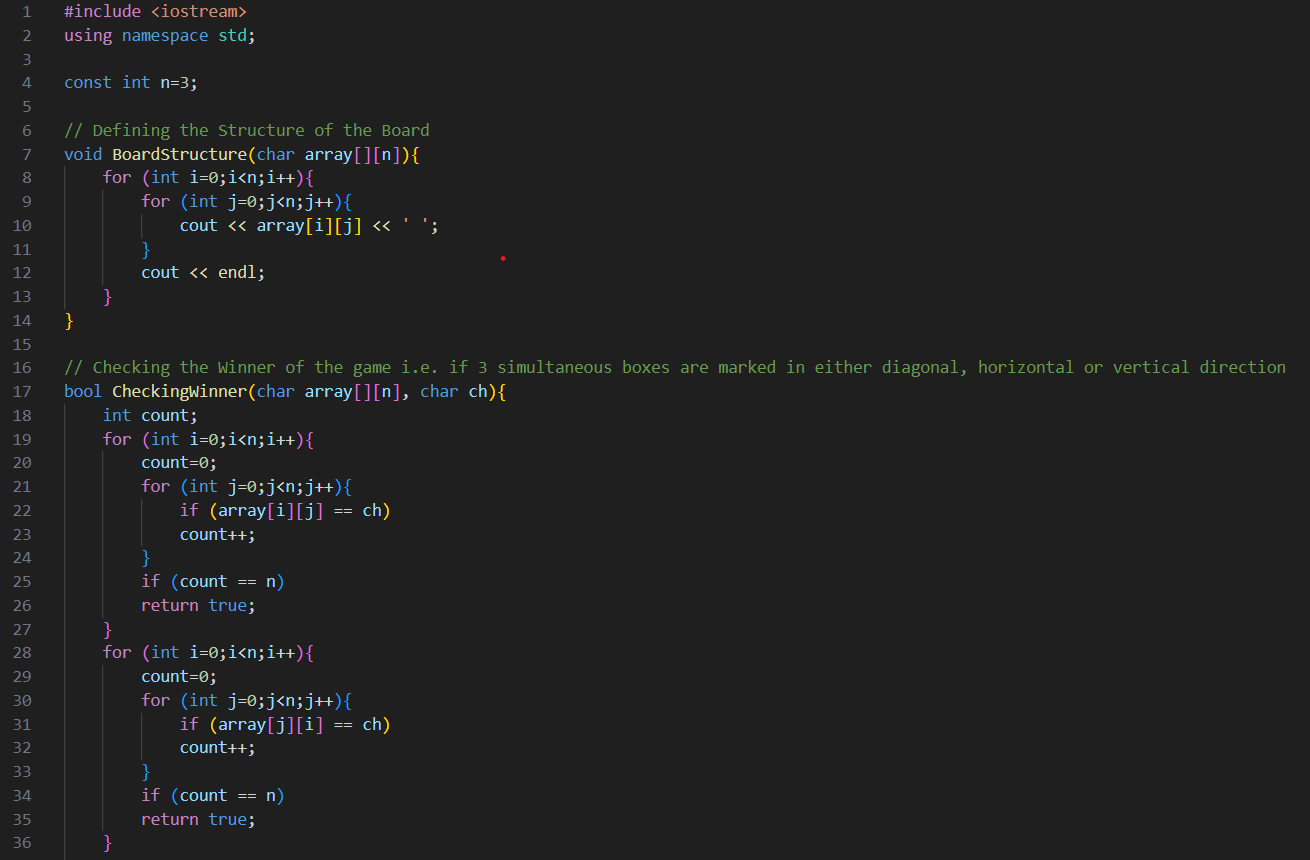 1 #include <iostream>
2 using namespace std;
3
4 const int n=3;
5
6 // Defining the Structure of the Board
7 void BoardStructure(char array[][n]){
8     for (int i=0;i<n;i++){
9         for (int j=0;j<n;j++){
10             cout << array[i][j] << ' ';
11         }
12         cout << endl;
13     }
14 }
15
16 // Checking the Winner of the game i.e. if 3 simultaneous boxes are marked in either diagonal, horizontal or vertical direction
17 bool CheckingWinner(char array[][n], char ch){
18     int count;
19     for (int i=0;i<n;i++){
20         count=0;
21         for (int j=0;j<n;j++){
22             if (array[i][j] == ch)
23             count++;
24         }
25         if (count == n)
26         return true;
27     }
28     for (int i=0;i<n;i++){
29         count=0;
30         for (int j=0;j<n;j++){
31             if (array[j][i] == ch)
32             count++;
33         }
34         if (count == n)
35         return true;
36     }